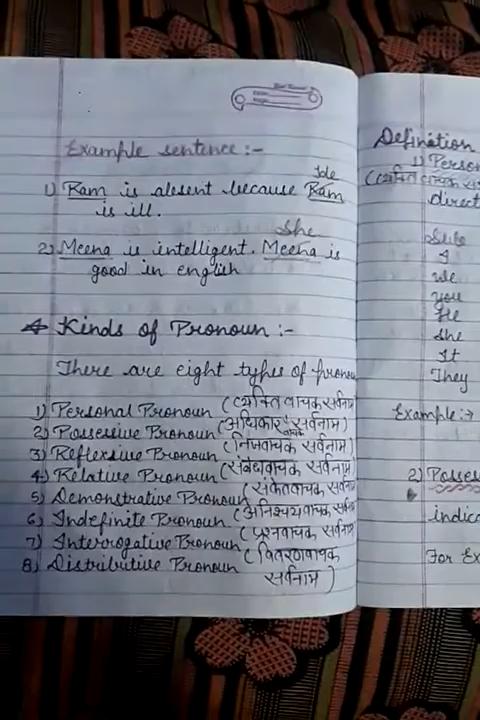 Example sentence :-
He
1) Ram is absent because Ram
is ill.
She
2) Meena is intelligent. Meena is
good in english
Kinds of Pronoun :-
There are eight types of pronou
1) Personal Pronoun (व्यक्तिवाचक सर्वनाम
2) Possessive Pronoun (अधिकार वाचक सर्वनाम)
3) Reflexive Pronoun (निजवाचक सर्वनाम)
4) Relative Pronoun (संबंधवाचक सर्वनाम
5) Demonstrative Pronoun (संकेतवाचक सर्वनाम
6) Indefinite Pronoun (अनिश्चयवाचक सर्वनाम
7) Interrogative Pronoun (प्रश्नवाचक सर्वनाम
8) Distributive Pronoun (वितरणवाचक
सर्वनाम)
Definition
1) Person
(व्यक्ति वाचक
direct
Sub
I
We
you
He
She
It
They
Example :→
2) Posses
indica
For Ex